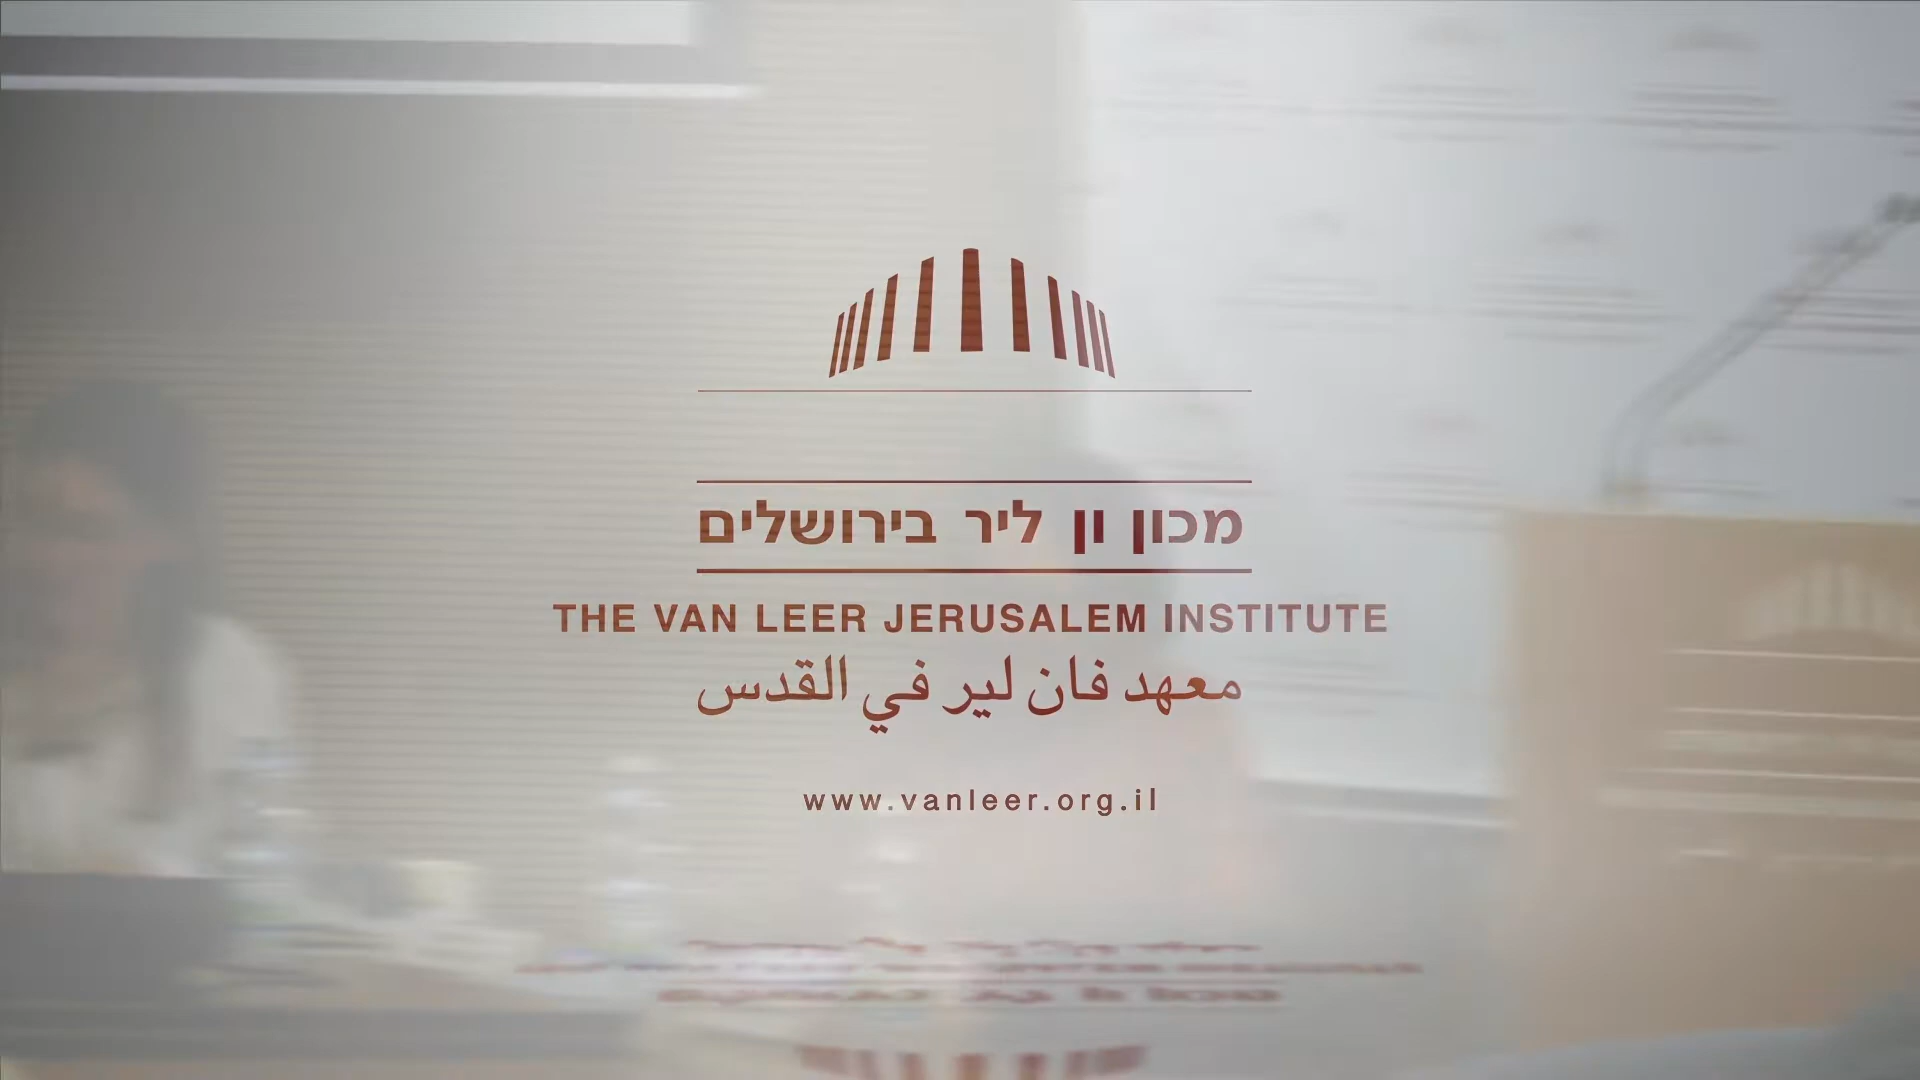 מכון ון ליר בירושלים
THE VAN LEER JERUSALEM INSTITUTE
معهد فان لير في القدس
www.vanleer.org.il